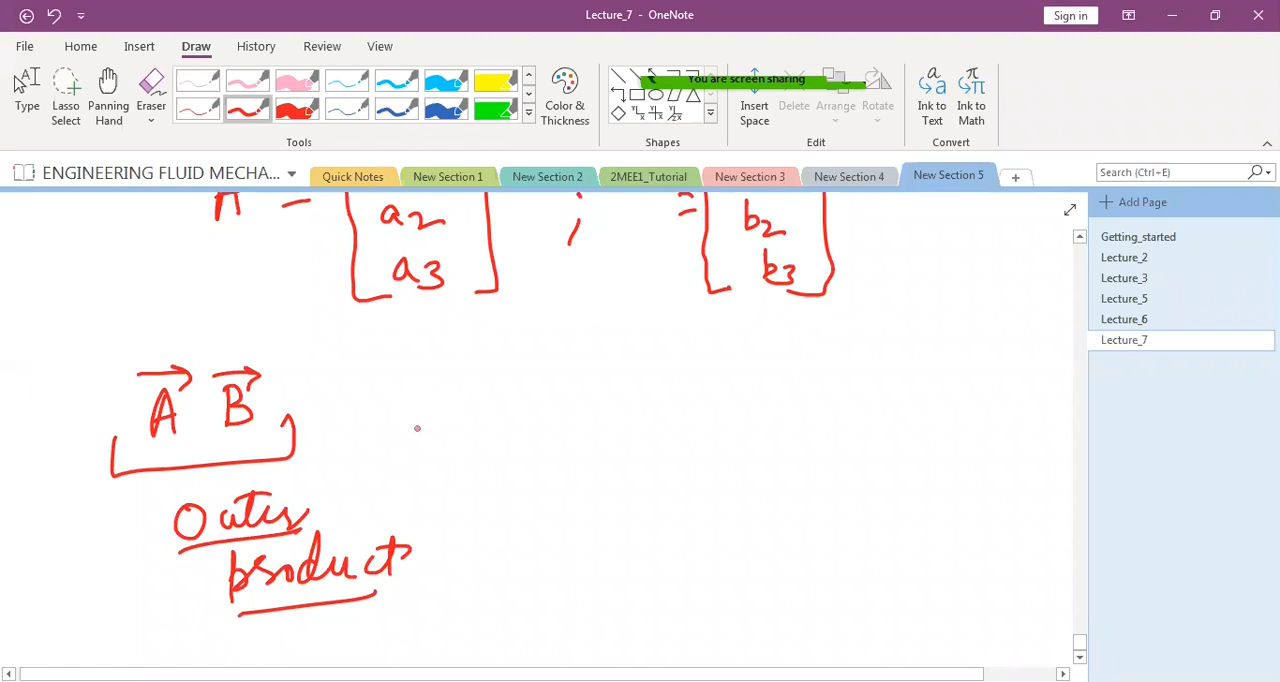 Lecture_7 - OneNote
Sign in
File Home Insert Draw History Review View
You are screen sharing
Type Lasso Select Panning Hand Eraser Color & Thickness Insert Space Delete Arrange Rotate Ink to Text Ink to Math
Tools Shapes Edit Convert
ENGINEERING FLUID MECHA... Quick Notes New Section 1 New Section 2 2MEE1_Tutorial New Section 3 New Section 4 New Section 5 Search (Ctrl+E)
Add Page
Getting_started
Lecture_2
Lecture_3
Lecture_5
Lecture_6
Lecture_7
A = a2 ; = b2
a3 b3
A B
Outer
product